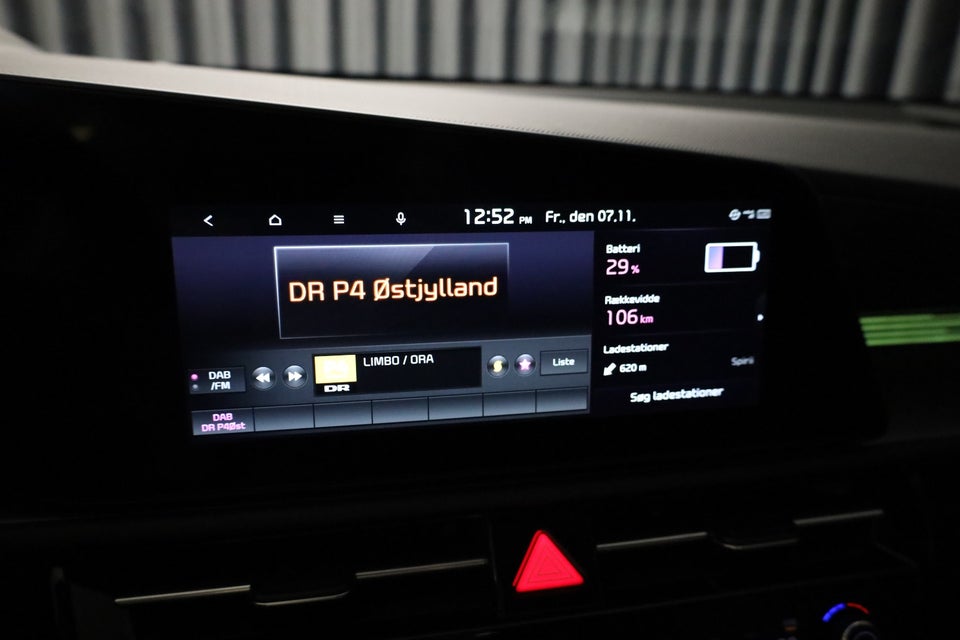 12:52 PM Fr., den 07.11.
DR P4 Østjylland
DAB
/FM
LIMBO / ORA
DR
Liste
DAB
DR P4Øst
Batteri
29 %
Rækkevidde
106 km
Ladestationer
620 m
Spirii
Søg ladestationer